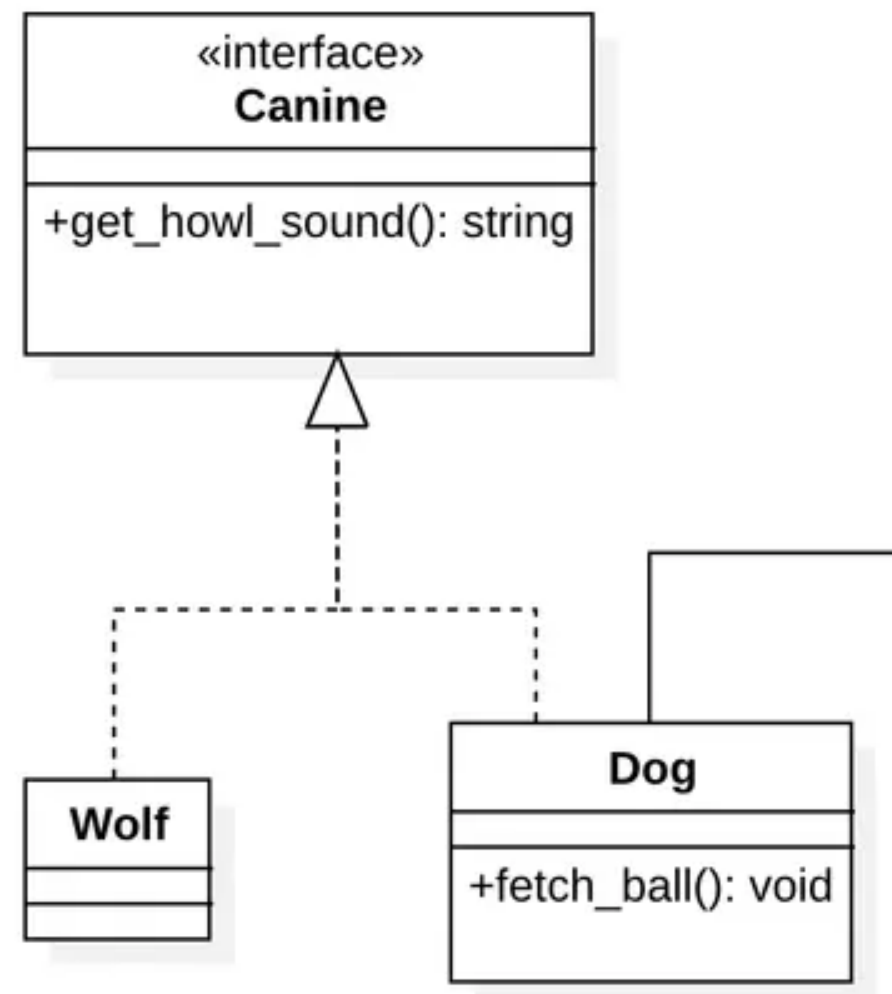 «interface»
Canine
+get_howl_sound(): string
Wolf
Dog
+fetch_ball(): void